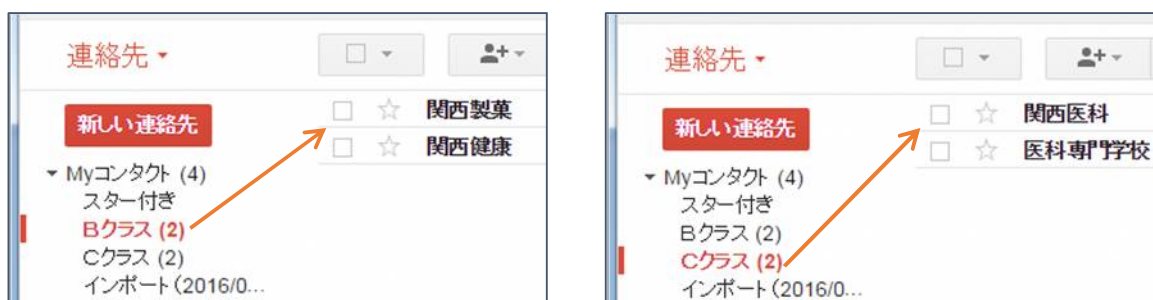 連絡先
新しい連絡先
Myコンタクト (4)
スター付き
Bクラス (2)
Cクラス (2)
インポート(2016/0...
関西製菓
関西健康
連絡先
新しい連絡先
Myコンタクト (4)
スター付き
Bクラス (2)
Cクラス (2)
インポート(2016/0...
関西医科
医科専門学校